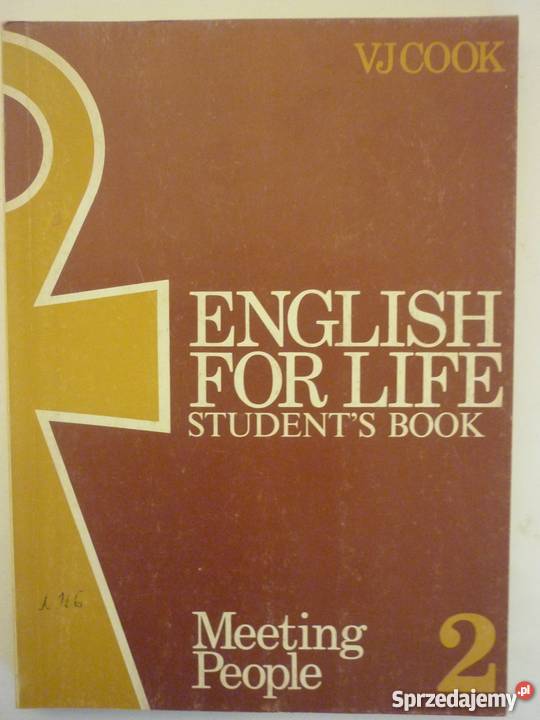 VJ COOK
ENGLISH
FOR LIFE
STUDENT'S BOOK
Meeting
People
2
Sprzedajemy.pl